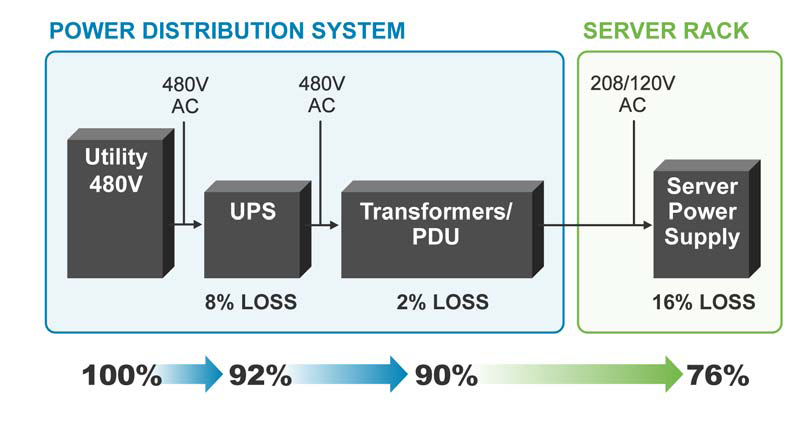 POWER DISTRIBUTION SYSTEM
SERVER RACK
480V
AC
480V
AC
208/120V
AC
Utility
480V
UPS
Transformers/
PDU
Server
Power
Supply
8% LOSS
2% LOSS
16% LOSS
100%
92%
90%
76%